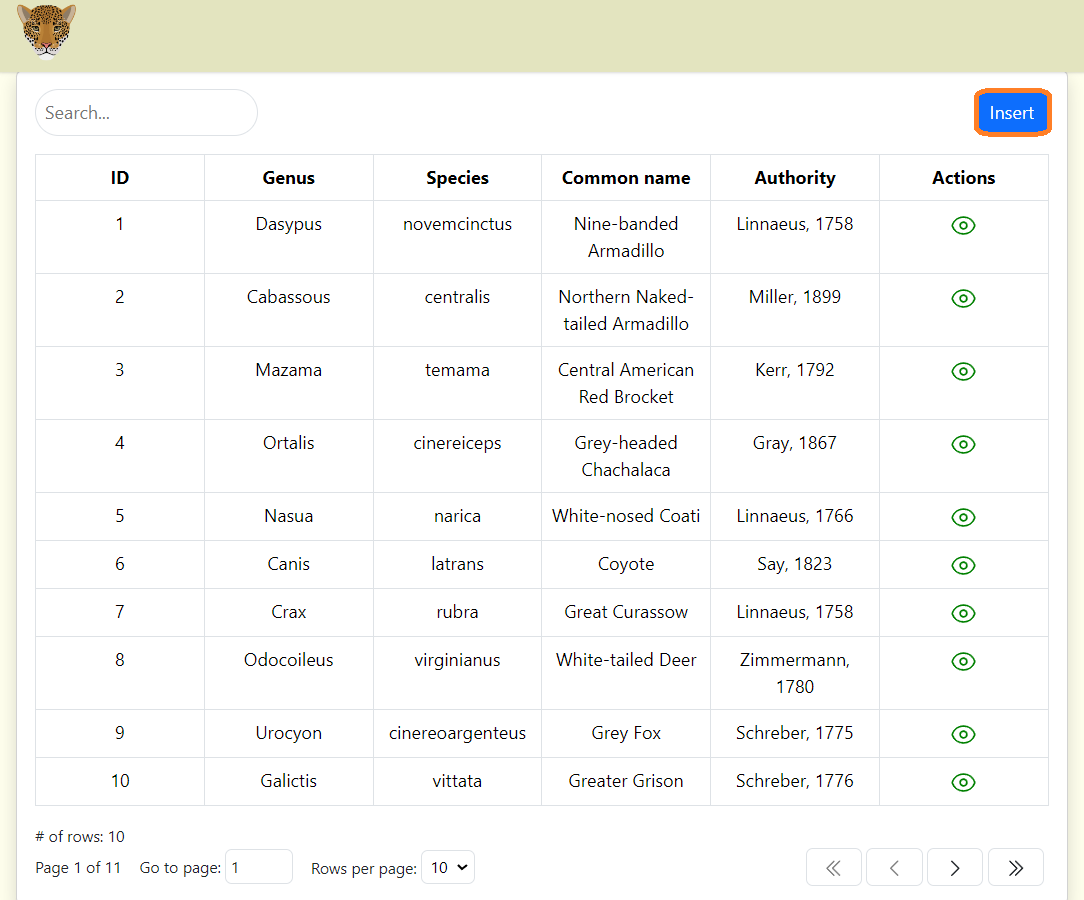 Search...
Insert
ID Genus Species Common name Authority Actions
1 Dasypus novemcinctus Nine-banded Linnaeus, 1758
Armadillo
2 Cabassous centralis Northern Naked- Miller, 1899
tailed Armadillo
3 Mazama temama Central American Kerr, 1792
Red Brocket
4 Ortalis cinereiceps Grey-headed Gray, 1867
Chachalaca
5 Nasua narica White-nosed Coati Linnaeus, 1766
6 Canis latrans Coyote Say, 1823
7 Crax rubra Great Curassow Linnaeus, 1758
8 Odocoileus virginianus White-tailed Deer Zimmermann,
1780
9 Urocyon cinereoargenteus Grey Fox Schreber, 1775
10 Galictis vittata Greater Grison Schreber, 1776
# of rows: 10
Page 1 of 11 Go to page: 1 Rows per page: 10